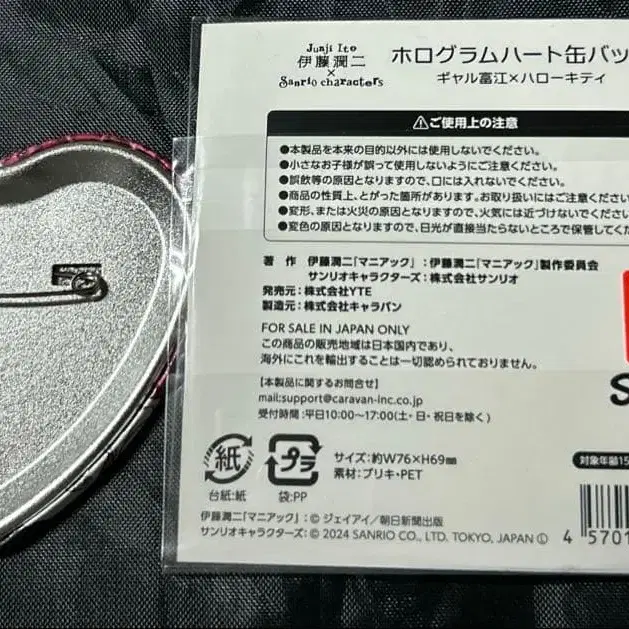 Junji Ito
伊藤潤二
×
Sanrio characters
ホログラムハート缶バッ
ギャル富江×ハローキティ
⚠ご使用上の注意
●本製品を本来の目的以外には使用しないでください。
●小さなお子様が誤って使用しないようにご注意ください。
●誤飲等の原因となりますので、口には入れないでください。
●商品の性質上、とがった箇所があります。お取り扱いにはご注意くださ
●変形、または火災の原因となりますので、火気には近づけないでくださ
●変色の原因となりますので、日光が直接当たらないところで保管してくだ
著 作 伊藤潤二「マニアック」:伊藤潤二「マニアック」製作委員会
サンリオキャラクターズ:株式会社サンリオ
発売元:株式会社YTE
製造元:株式会社キャラバン
FOR SALE IN JAPAN ONLY
この商品の販売地域は日本国内であり、
海外にこれを輸出することは一切認められておりません。
【本製品に関するお問合せ】
mail:support@caravan-inc.co.jp
受付時間:平日10:00~17:00(土・日・祝日を除く)
紙
台紙:紙
プラ
袋:PP
サイズ:約W76×H69㎜
素材:ブリキ・PET
対象年齢15
伊藤潤二「マニアック」:Ⓒ ジェイアイ/朝日新聞出版
サンリオキャラクターズ:Ⓒ 2024 SANRIO CO., LTD. TOKYO, JAPAN Ⓛ
4 5701
S